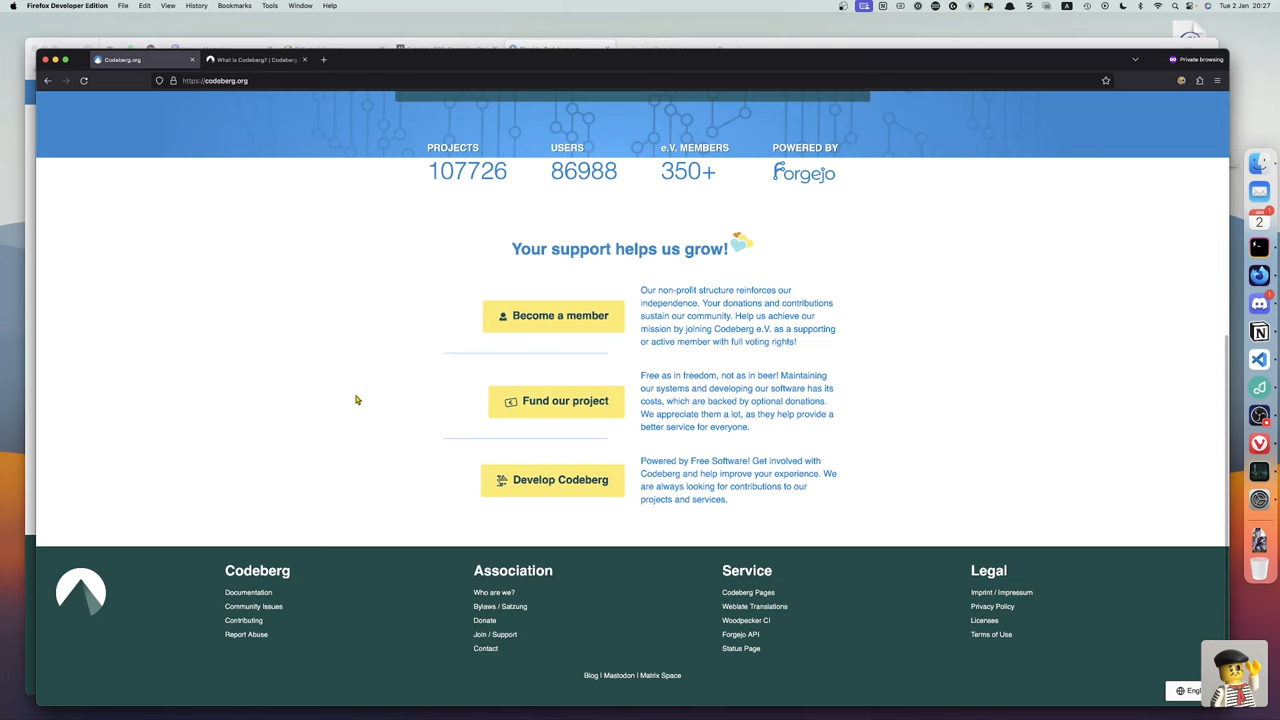 Firefox Developer Edition File Edit View History Bookmarks Tools Window Help Tue 2 Jan 20:27
Codeberg.org What is Codeberg? | Codeberg Private browsing
https://codeberg.org
PROJECTS USERS e.V. MEMBERS POWERED BY
107726 86988 350+ Forgejo
Your support helps us grow!
Become a member
Our non-profit structure reinforces our
independence. Your donations and contributions
sustain our community. Help us achieve our
mission by joining Codeberg e.V. as a supporting
or active member with full voting rights!
Fund our project
Free as in freedom, not as in beer! Maintaining
our systems and developing our software has its
costs, which are backed by optional donations.
We appreciate them a lot, as they help provide a
better service for everyone.
Develop Codeberg
Powered by Free Software! Get involved with
Codeberg and help improve your experience. We
are always looking for contributions to our
projects and services.
Codeberg
Documentation
Community Issues
Contributing
Report Abuse
Association
Who are we?
Bylaws / Satzung
Donate
Join / Support
Contact
Service
Codeberg Pages
Weblate Translations
Woodpecker CI
Forgejo API
Status Page
Legal
Imprint / Impressum
Privacy Policy
Licenses
Terms of Use
Blog | Mastodon | Matrix Space
JAN
2